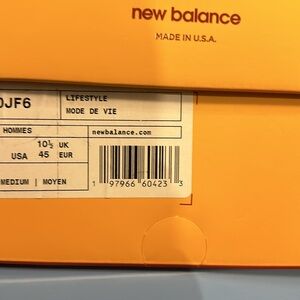 new balance
MADE IN U.S.A.
0JF6
LIFESTYLE
MODE DE VIE
HOMMES
newbalance.com
10½ UK
USA 45 EUR
MEDIUM | MOYEN
1 97966 60423 3